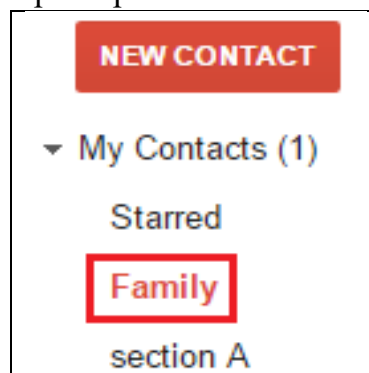 NEW CONTACT
My Contacts (1)
Starred
Family
section A